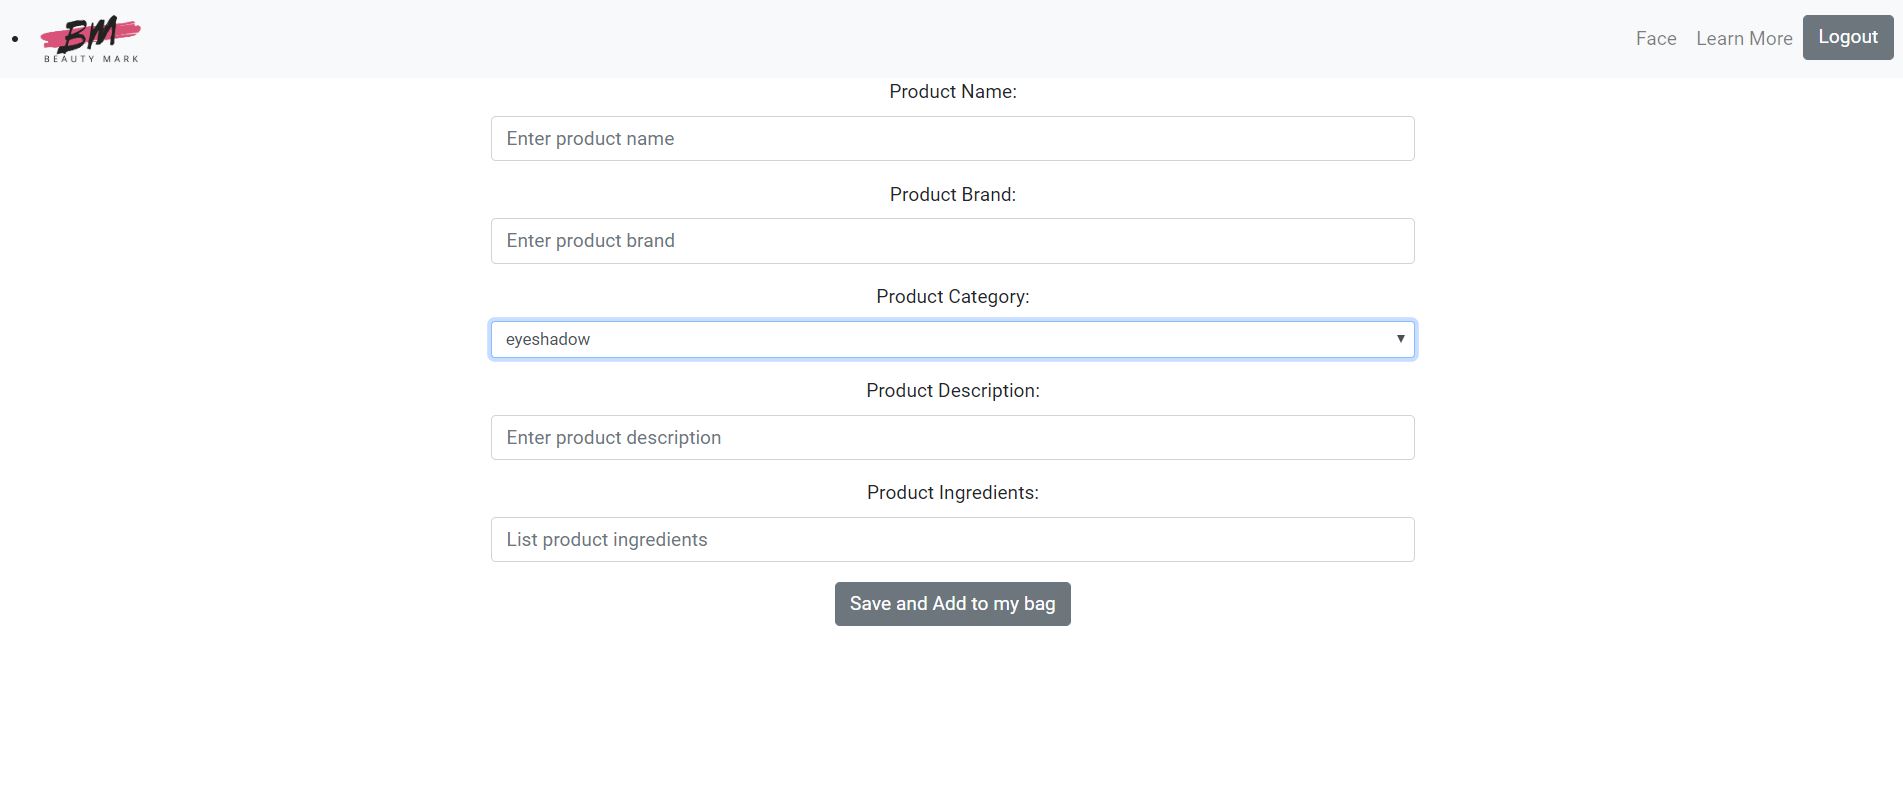 BM
BEAUTY MARK
Face Learn More Logout
Product Name:
Enter product name
Product Brand:
Enter product brand
Product Category:
eyeshadow
Product Description:
Enter product description
Product Ingredients:
List product ingredients
Save and Add to my bag